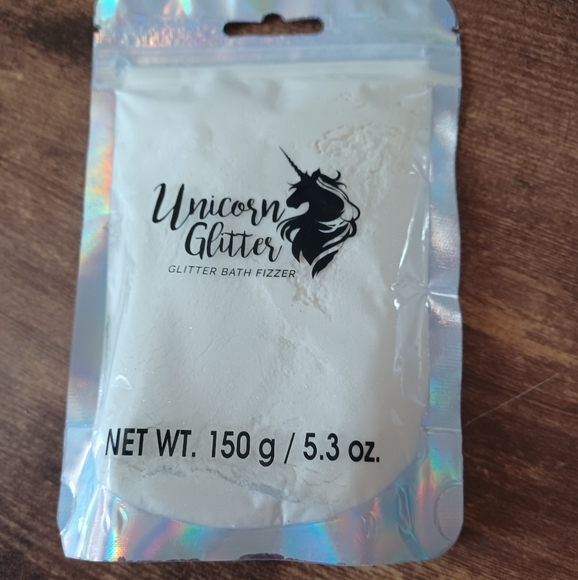 Unicorn
Glitter
GLITTER BATH FIZZER
NET WT. 150 g / 5.3 oz.